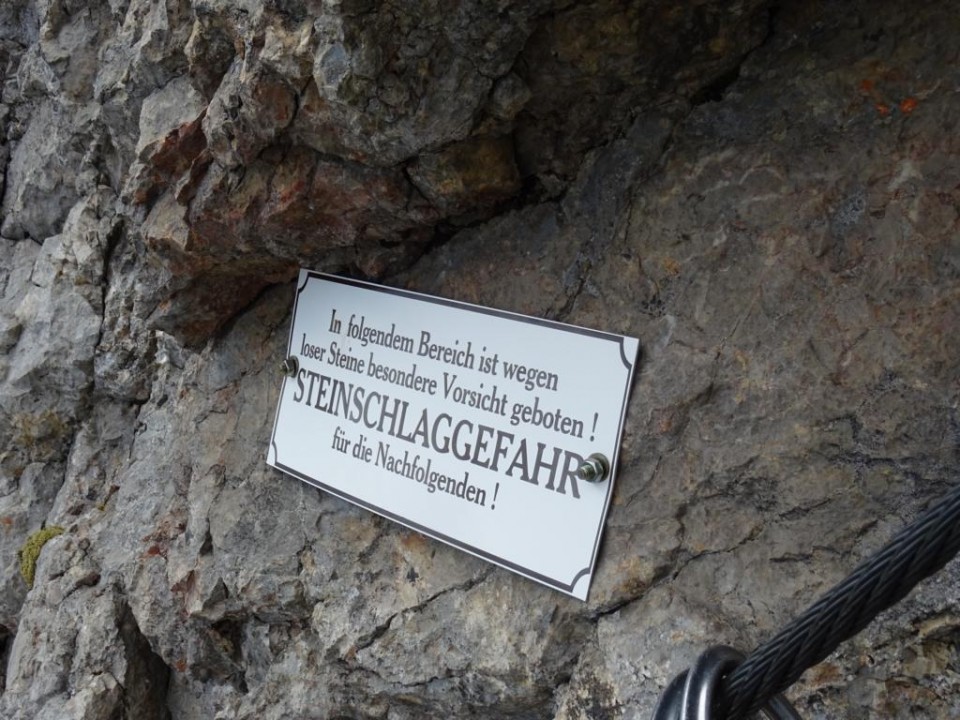 In folgendem Bereich ist wegen
loser Steine besondere Vorsicht geboten !
STEINSCHLAGGEFAHR
für die Nachfolgenden !